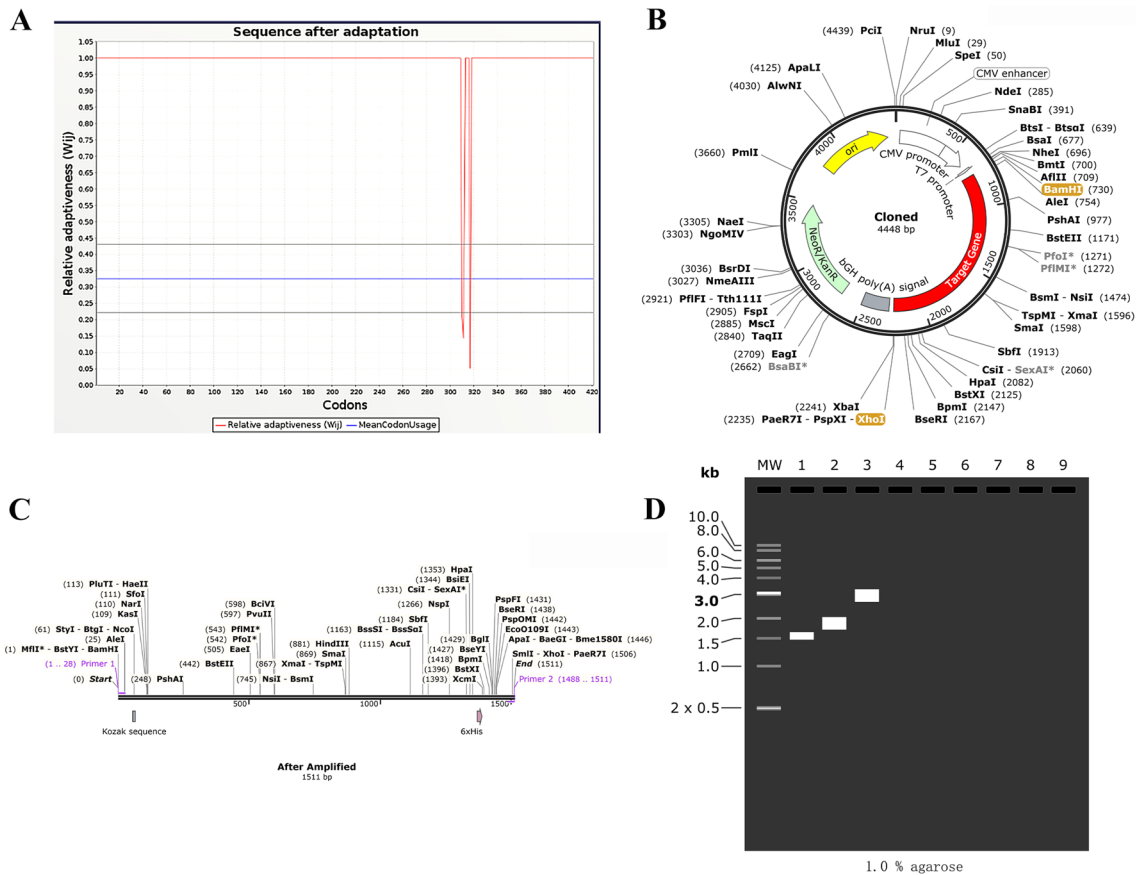 A
Sequence after adaptation
Relative adaptiveness (Wij)
1.05
1.00
0.95
0.90
0.85
0.80
0.75
0.70
0.65
0.60
0.55
0.50
0.45
0.40
0.35
0.30
0.25
0.20
0.15
0.10
0.05
0.00
20 40 60 80 100 120 140 160 180 200 220 240 260 280 300 320 340 360 380 400 420
Codons
Relative adaptiveness (Wij) MeanCodonUsage
B
(4439) PciI
NruI (9)
MluI (29)
SpeI (50)
CMV enhancer
(4125) ApaLI
(4030) AlwNI
NdeI (285)
SnaBI (391)
BtsI - BtsαI (639)
BsaI (677)
NheI (696)
BmtI (700)
AflII (709)
BamHI (730)
AleI (754)
PshAI (977)
BstEII (1171)
PfoI* (1271)
PflMI* (1272)
BsmI - NsiI (1474)
TspMI - XmaI (1596)
SmaI (1598)
SbfI (1913)
CsiI - SexAI* (2060)
HpaI (2082)
BstXI (2125)
BpmI (2147)
BseRI (2167)
(2241) XbaI
(2235) PaeR7I - PspXI - XhoI
(2662) BsaBI*
(2709) EagI
(2840) TaqII
(2885) MscI
(2905) FspI
(2921) PflFI - Tth111I
(3027) NmeAIII
(3036) BsrDI
(3303) NgoMIV
(3305) NaeI
(3660) PmlI
500
1000
1500
2000
2500
3000
3500
4000
ori
CMV promoter
T7 promoter
Target Gene
bGH poly(A) signal
NeoR/KanR
Cloned
4448 bp
C
(113) PluTI - HaeII
(111) SfoI
(110) NarI
(109) KasI
(61) StyI - BtgI - NcoI
(25) AleI
(1) MflI* - BstYI - BamHI
(1 .. 28) Primer 1
(0) Start
(248) PshAI
(598) BciVI
(597) PvuII
(543) PflMI*
(542) PfoI*
(505) EaeI
(442) BstEII
(745) NsiI - BsmI
(881) HindIII
(869) SmaI
(867) XmaI - TspMI
(1353) HpaI
(1344) BsiEI
(1331) CsiI - SexAI*
(1266) NspI
(1184) SbfI
(1163) BssSI - BssSαI
(1115) AcuI
(1429) BglI
(1427) BseYI
(1418) BpmI
(1396) BstXI
(1393) XcmI
PspFI (1431)
BseRI (1438)
PspOMI (1442)
EcoO109I (1443)
ApaI - BaeGI - Bme1580I (1446)
SmlI - XhoI - PaeR7I (1506)
End (1511)
Primer 2 (1488 .. 1511)
500
1000
1500
Kozak sequence
6xHis
After Amplified
1511 bp
D
kb
MW 1 2 3 4 5 6 7 8 9
10.0
8.0
6.0
5.0
4.0
3.0
2.0
1.5
1.0
2 x 0.5
1.0 % agarose